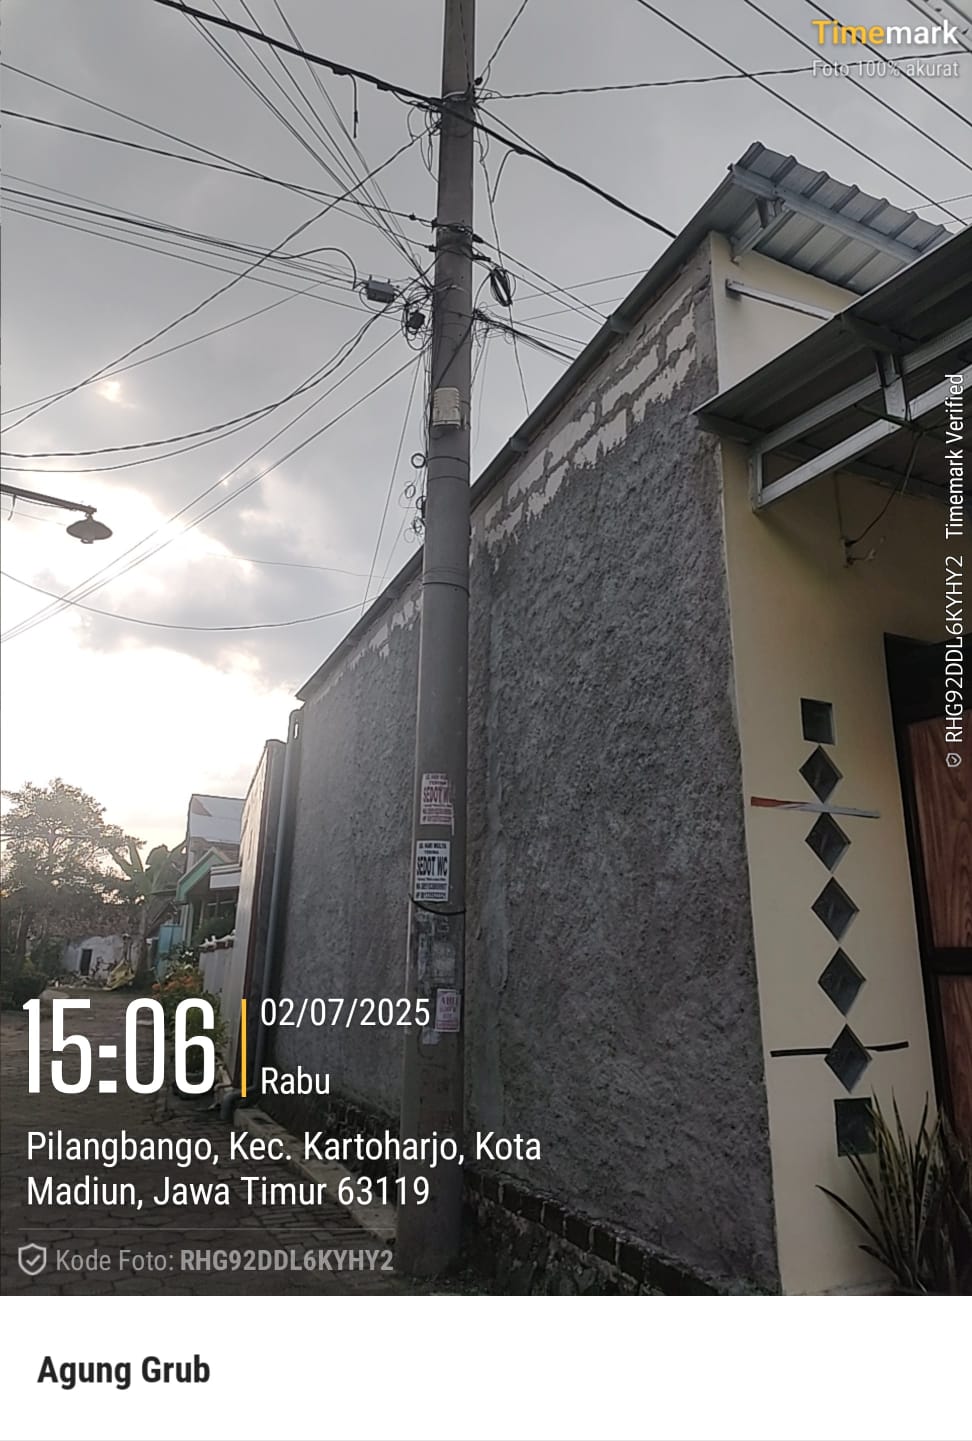 Timemark
Foto 100% akurat
RHG92DDL6KYHY2 Timemark Verified
SEDOT WC
SEDOT WC
15:06
02/07/2025
Rabu
Pilangbango, Kec. Kartoharjo, Kota
Madiun, Jawa Timur 63119
Kode Foto: RHG92DDL6KYHY2
Agung Grub